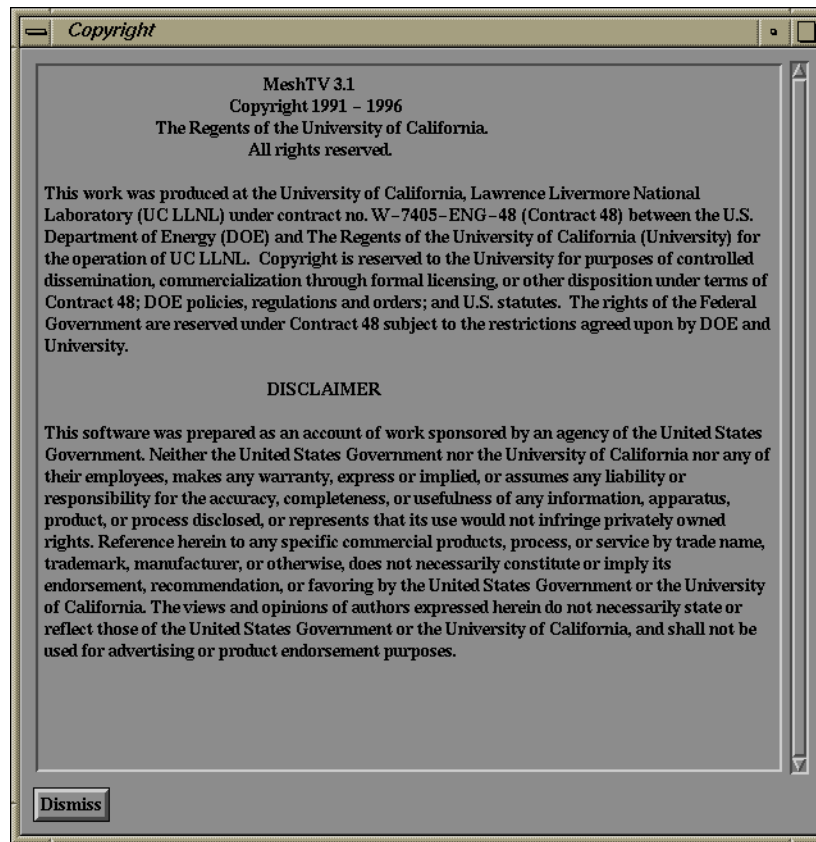 Copyright
MeshTV 3.1
Copyright 1991 – 1996
The Regents of the University of California.
All rights reserved.
This work was produced at the University of California, Lawrence Livermore National
Laboratory (UC LLNL) under contract no. W–7405–ENG–48 (Contract 48) between the U.S.
Department of Energy (DOE) and The Regents of the University of California (University) for
the operation of UC LLNL.  Copyright is reserved to the University for purposes of controlled
dissemination, commercialization through formal licensing, or other disposition under terms of
Contract 48; DOE policies, regulations and orders; and U.S. statutes.  The rights of the Federal
Government are reserved under Contract 48 subject to the restrictions agreed upon by DOE and
University.
DISCLAIMER
This software was prepared as an account of work sponsored by an agency of the United States
Government. Neither the United States Government nor the University of California nor any of
their employees, makes any warranty, express or implied, or assumes any liability or
responsibility for the accuracy, completeness, or usefulness of any information, apparatus,
product, or process disclosed, or represents that its use would not infringe privately owned
rights. Reference herein to any specific commercial products, process, or service by trade name,
trademark, manufacturer, or otherwise, does not necessarily constitute or imply its
endorsement, recommendation, or favoring by the United States Government or the University
of California. The views and opinions of authors expressed herein do not necessarily state or
reflect those of the United States Government or the University of California, and shall not be
used for advertising or product endorsement purposes.
Dismiss